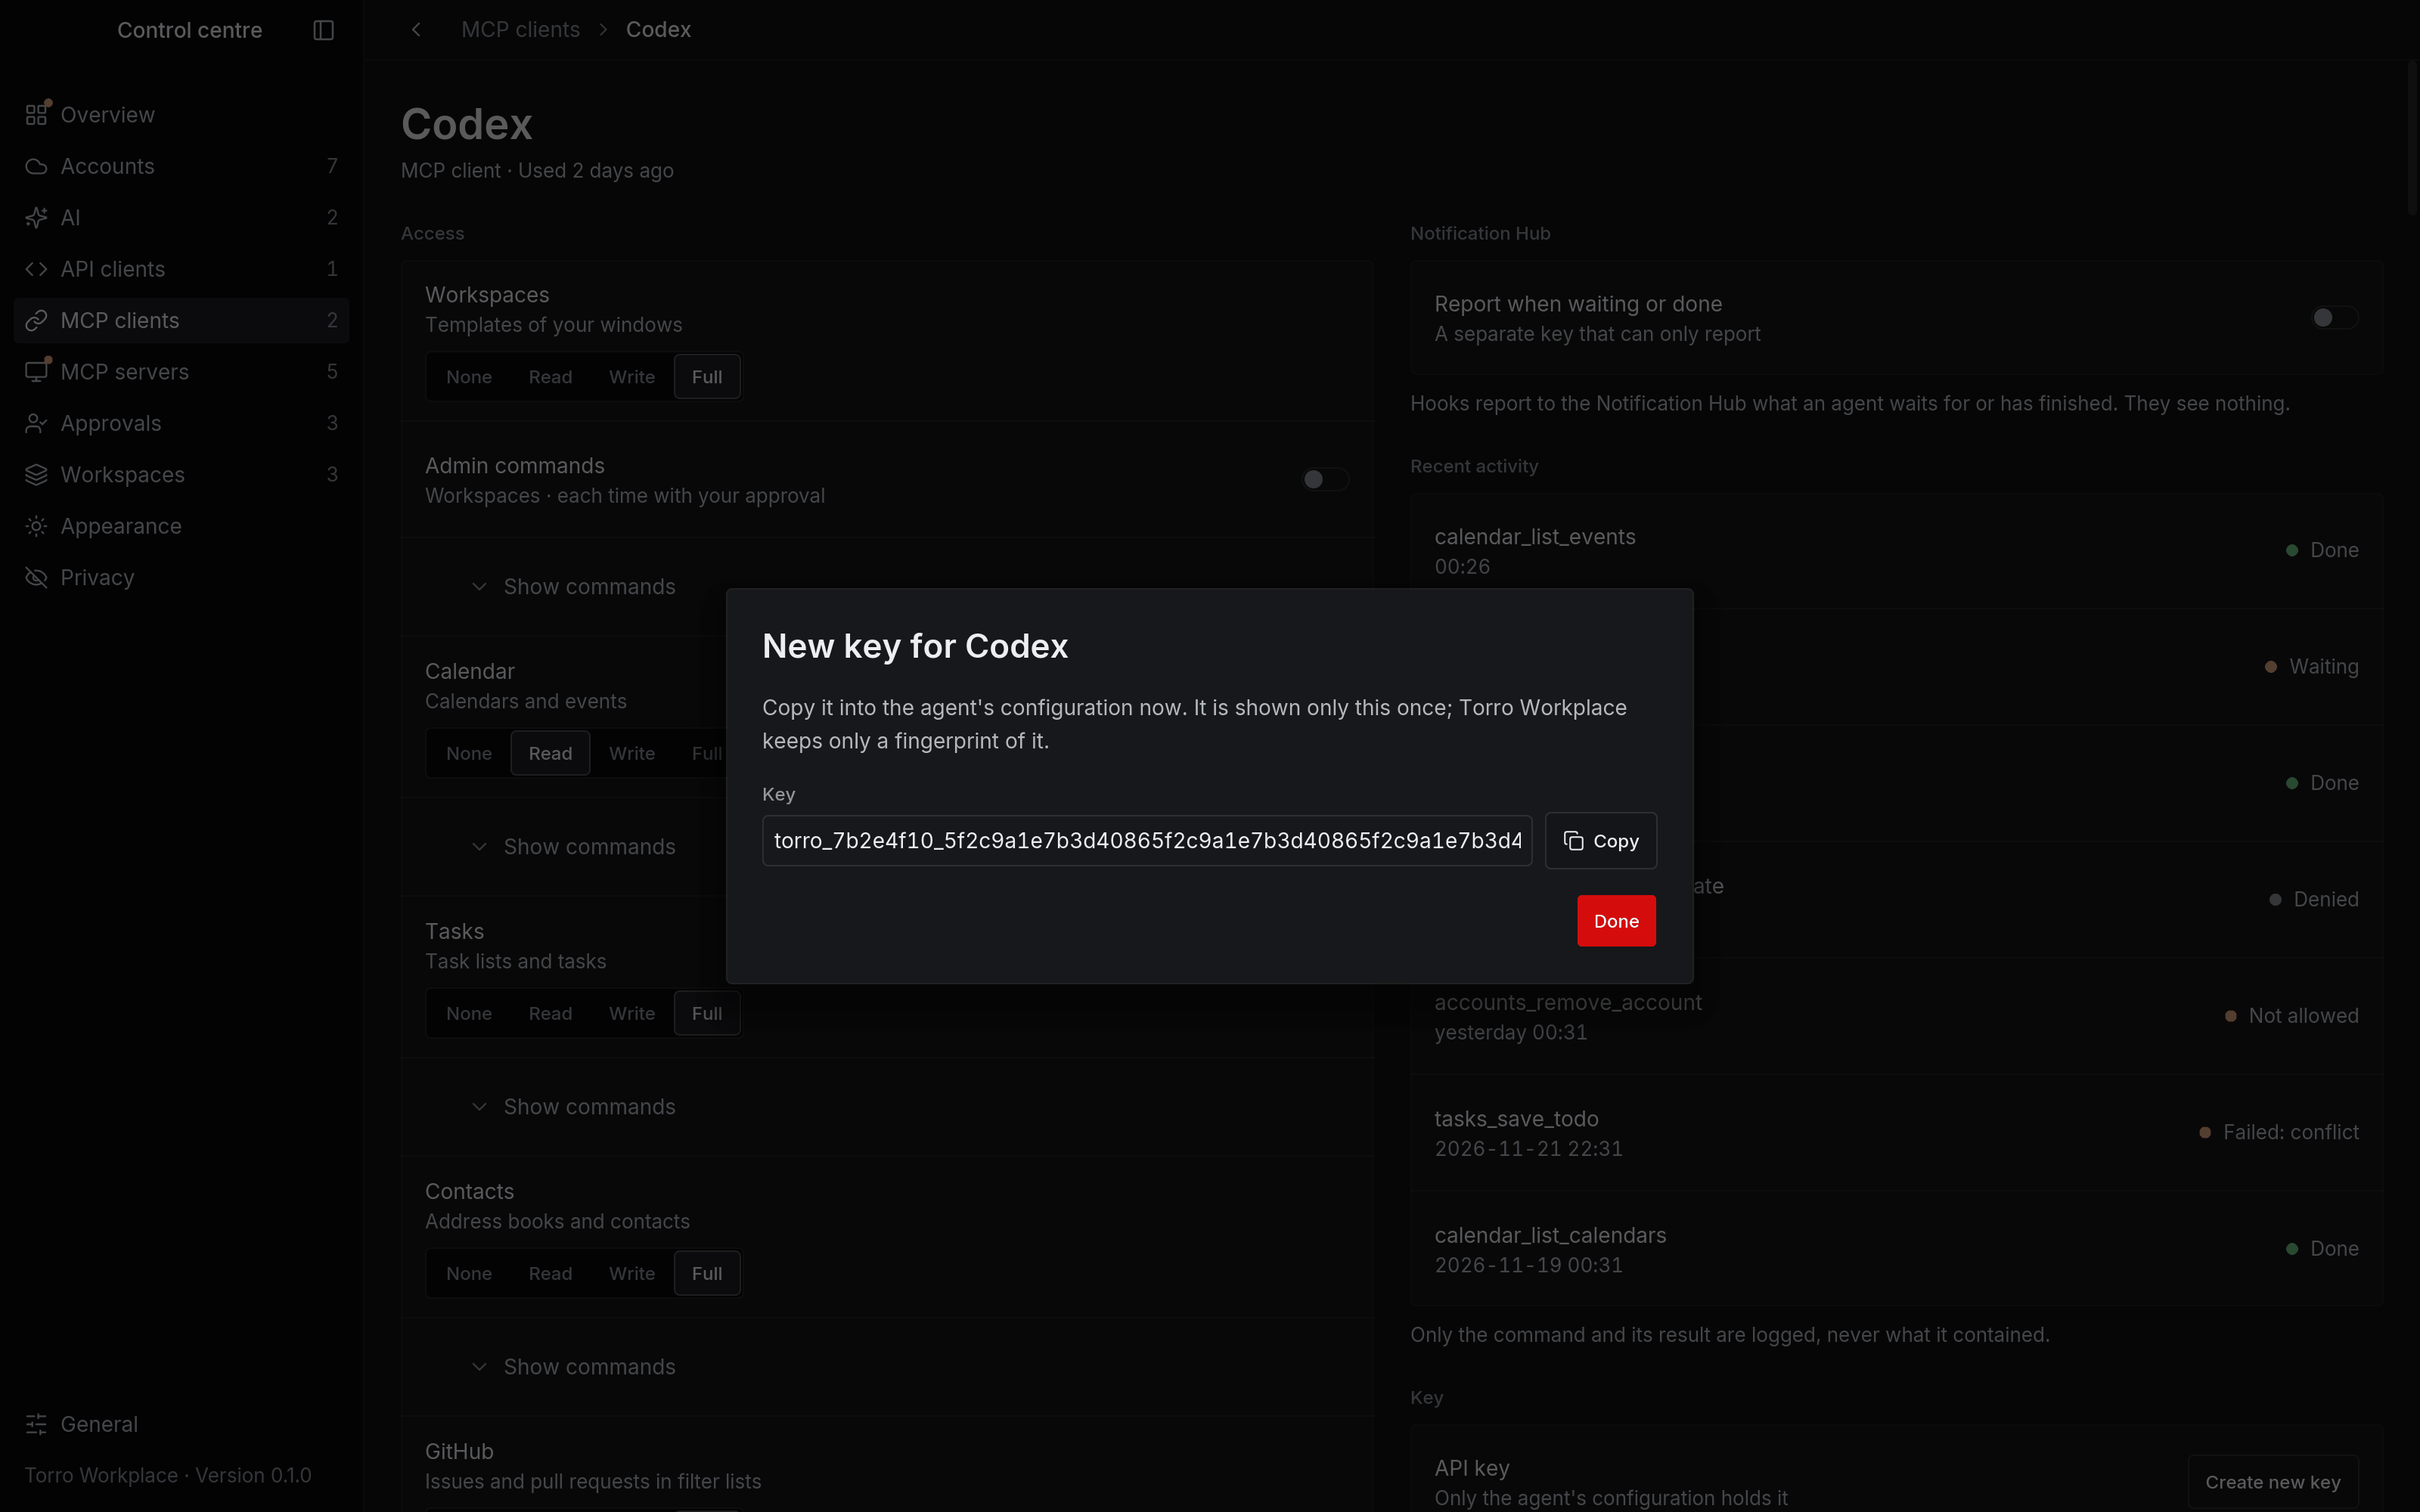 Control centre
Overview
Accounts 7
AI 2
API clients 1
MCP clients 2
MCP servers 5
Approvals 3
Workspaces 3
Appearance
Privacy
General
Torro Workplace · Version 0.1.0
MCP clients > Codex
Codex
MCP client · Used 2 days ago
Access
Workspaces
Templates of your windows
None Read Write Full
Admin commands
Workspaces · each time with your approval
Show commands
Calendar
Calendars and events
None Read Write Full
Show commands
Tasks
Task lists and tasks
None Read Write Full
Show commands
Contacts
Address books and contacts
None Read Write Full
Show commands
GitHub
Issues and pull requests in filter lists
New key for Codex
Copy it into the agent's configuration now. It is shown only this once; Torro Workplace
keeps only a fingerprint of it.
Key
torro_7b2e4f10_5f2c9a1e7b3d40865f2c9a1e7b3d40865f2c9a1e7b3d4
Copy
Done
Notification Hub
Report when waiting or done
A separate key that can only report
Hooks report to the Notification Hub what an agent waits for or has finished. They see nothing.
Recent activity
calendar_list_events
00:26
Done
Waiting
Done
ate
Denied
accounts_remove_account
yesterday 00:31
Not allowed
tasks_save_todo
2026-11-21 22:31
Failed: conflict
calendar_list_calendars
2026-11-19 00:31
Done
Only the command and its result are logged, never what it contained.
Key
API key
Only the agent's configuration holds it
Create new key